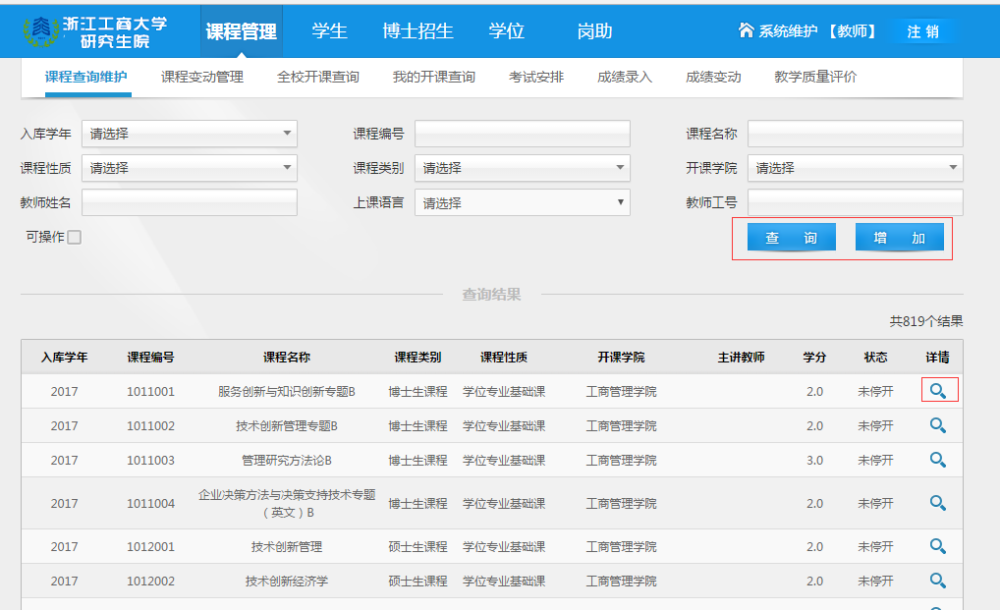 浙江工商大学
研究生院
课程管理 学生 博士招生 学位 岗助 系统维护 【教师】 注 销
课程查询维护 课程变动管理 全校开课查询 我的开课查询 考试安排 成绩录入 成绩变动 教学质量评价
入库学年 请选择 课程编号 课程名称
课程性质 请选择 课程类别 请选择 开课学院 请选择
教师姓名 上课语言 请选择 教师工号
可操作 查 询 增 加
查询结果
共819个结果
入库学年 课程编号 课程名称 课程类别 课程性质 开课学院 主讲教师 学分 状态 详情
2017 1011001 服务创新与知识创新专题B 博士生课程 学位专业基础课 工商管理学院 2.0 未停开
2017 1011002 技术创新管理专题B 博士生课程 学位专业基础课 工商管理学院 2.0 未停开
2017 1011003 管理研究方法论B 博士生课程 学位专业基础课 工商管理学院 3.0 未停开
2017 1011004 企业决策方法与决策支持技术专题
（英文）B 博士生课程 学位专业基础课 工商管理学院 2.0 未停开
2017 1012001 技术创新管理 硕士生课程 学位专业基础课 工商管理学院 2.0 未停开
2017 1012002 技术创新经济学 硕士生课程 学位专业基础课 工商管理学院 2.0 未停开